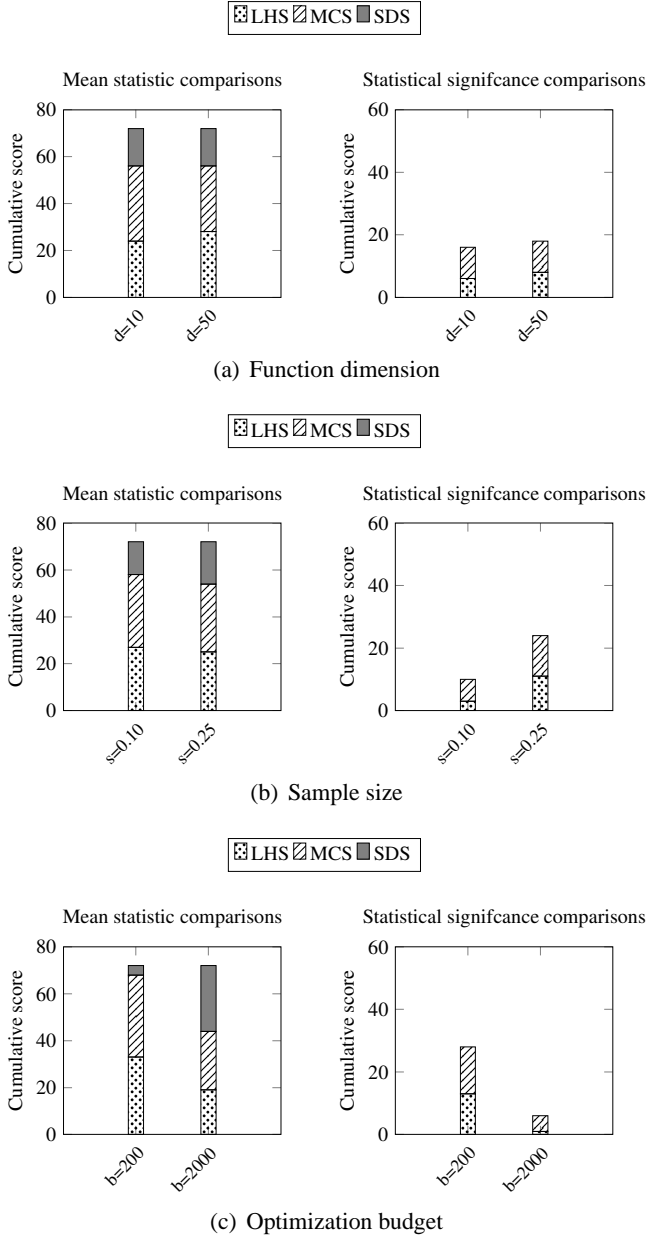 LHS MCS SDS
Mean statistic comparisons
80
60
40
20
0
Cumulative score
d=10
d=50
Statistical signifcance comparisons
60
40
20
0
Cumulative score
d=10
d=50
(a) Function dimension
LHS MCS SDS
Mean statistic comparisons
80
60
40
20
0
Cumulative score
s=0.10
s=0.25
Statistical signifcance comparisons
60
40
20
0
Cumulative score
s=0.10
s=0.25
(b) Sample size
LHS MCS SDS
Mean statistic comparisons
80
60
40
20
0
Cumulative score
b=200
b=2000
Statistical signifcance comparisons
60
40
20
0
Cumulative score
b=200
b=2000
(c) Optimization budget